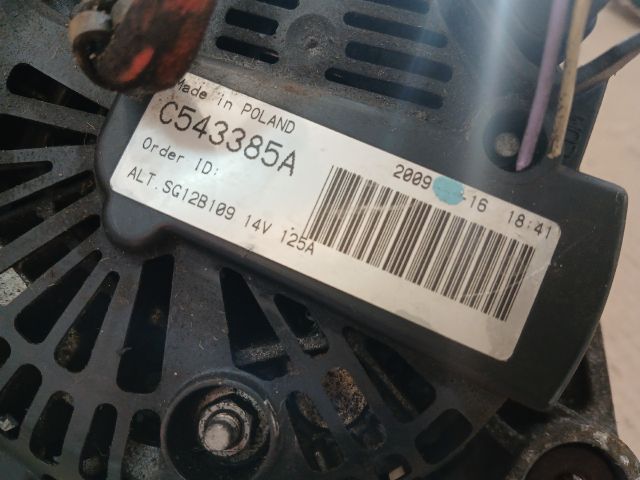 Made in POLAND
C543385A
Order ID:
2009 -16 18:41
ALT. SG12B109 14V 125A